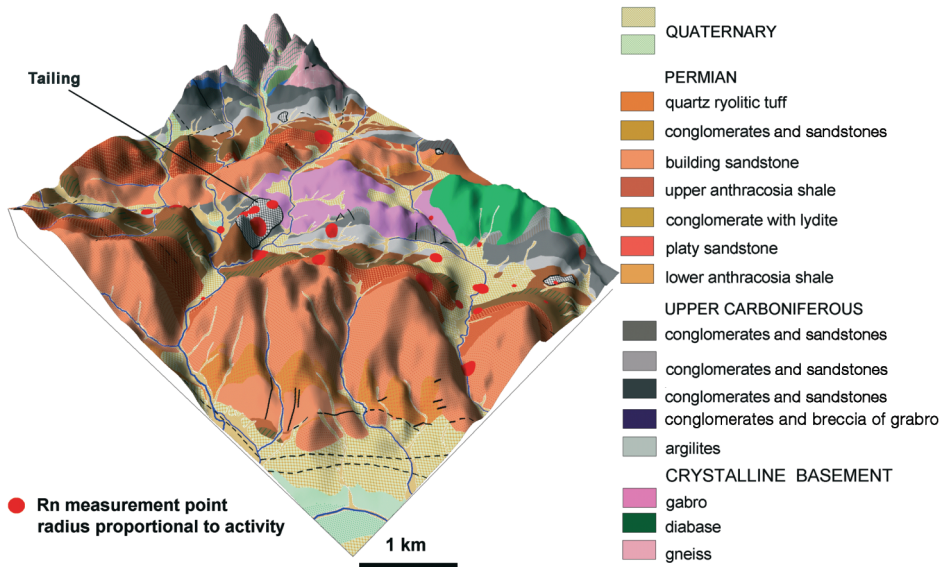 Tailing
QUATERNARY
PERMIAN
quartz ryolitic tuff
conglomerates and sandstones
building sandstone
upper anthracosia shale
conglomerate with lydite
platy sandstone
lower anthracosia shale
UPPER CARBONIFEROUS
conglomerates and sandstones
conglomerates and sandstones
conglomerates and sandstones
conglomerates and breccia of grabro
argilites
CRYSTALLINE BASEMENT
gabro
diabase
gneiss
Rn measurement point
radius proportional to activity
1 km